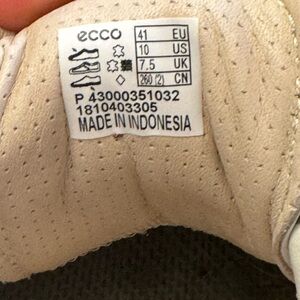 ecco 41 EU
10 US
7.5 UK
260 (2) CN
P 43000351032
1810403305
MADE IN INDONESIA